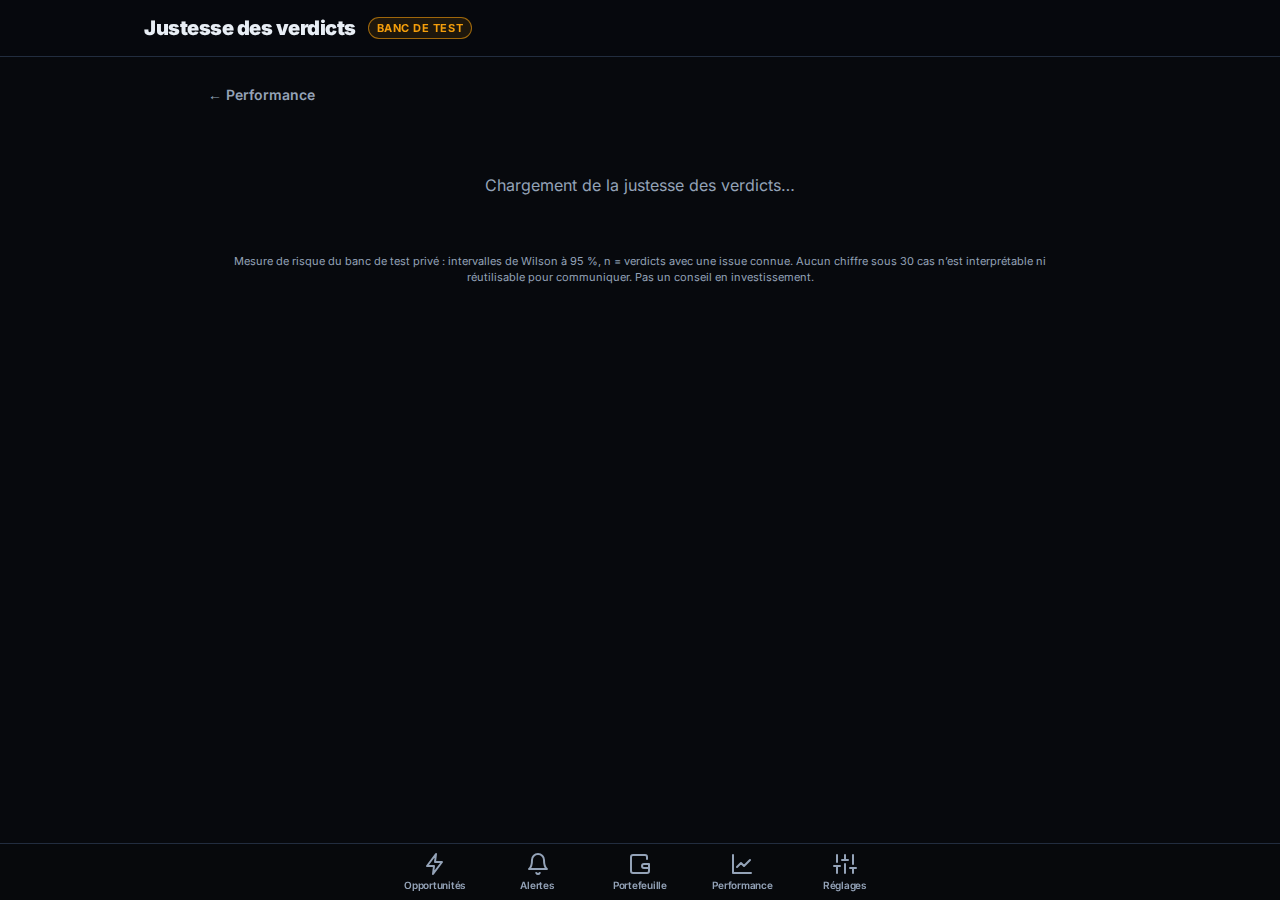 Justesse des verdicts
BANC DE TEST
← Performance
Chargement de la justesse des verdicts…
Mesure de risque du banc de test privé : intervalles de Wilson à 95 %, n = verdicts avec une issue connue. Aucun chiffre sous 30 cas n'est interprétable ni
réutilisable pour communiquer. Pas un conseil en investissement.
Opportunités
Alertes
Portefeuille
Performance
Réglages